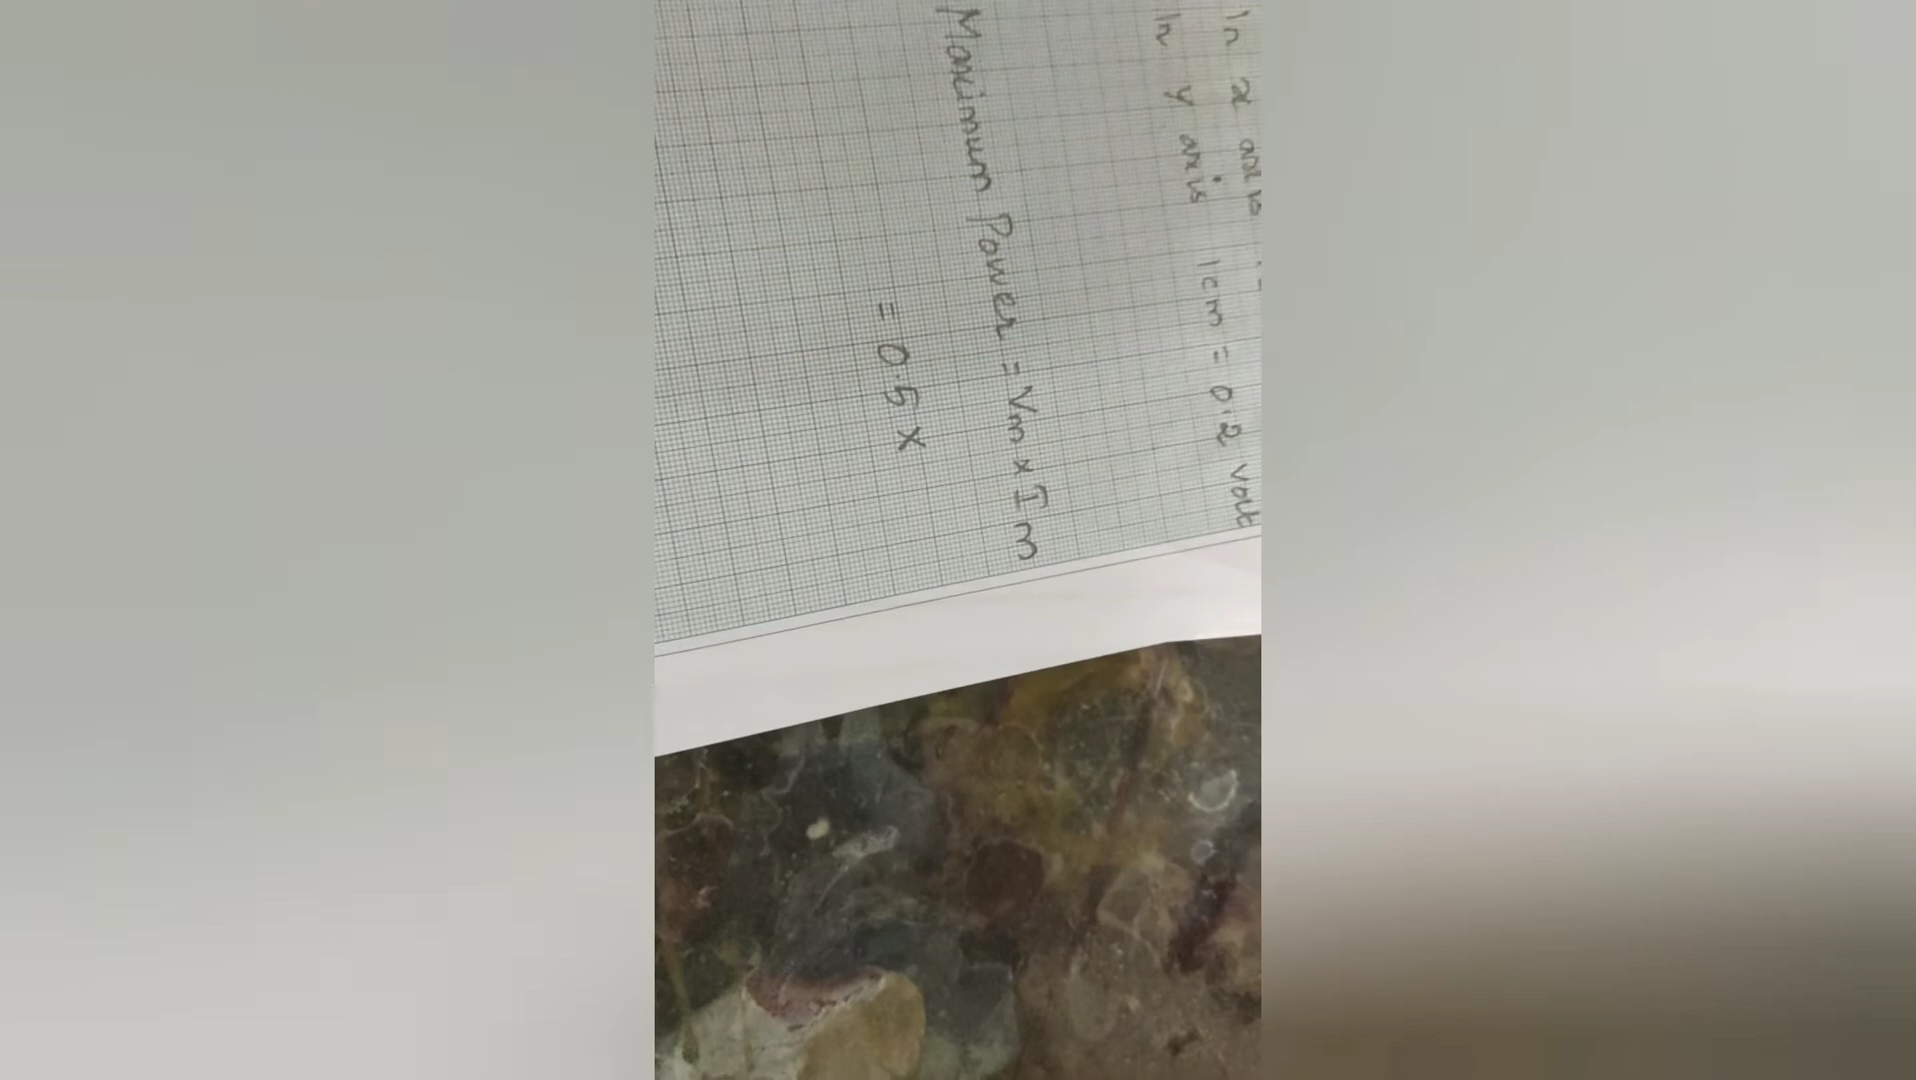 In x axis
In y axis 1cm = 0.2 volt
Maximum Power = Vm x Im
= 0.5 x